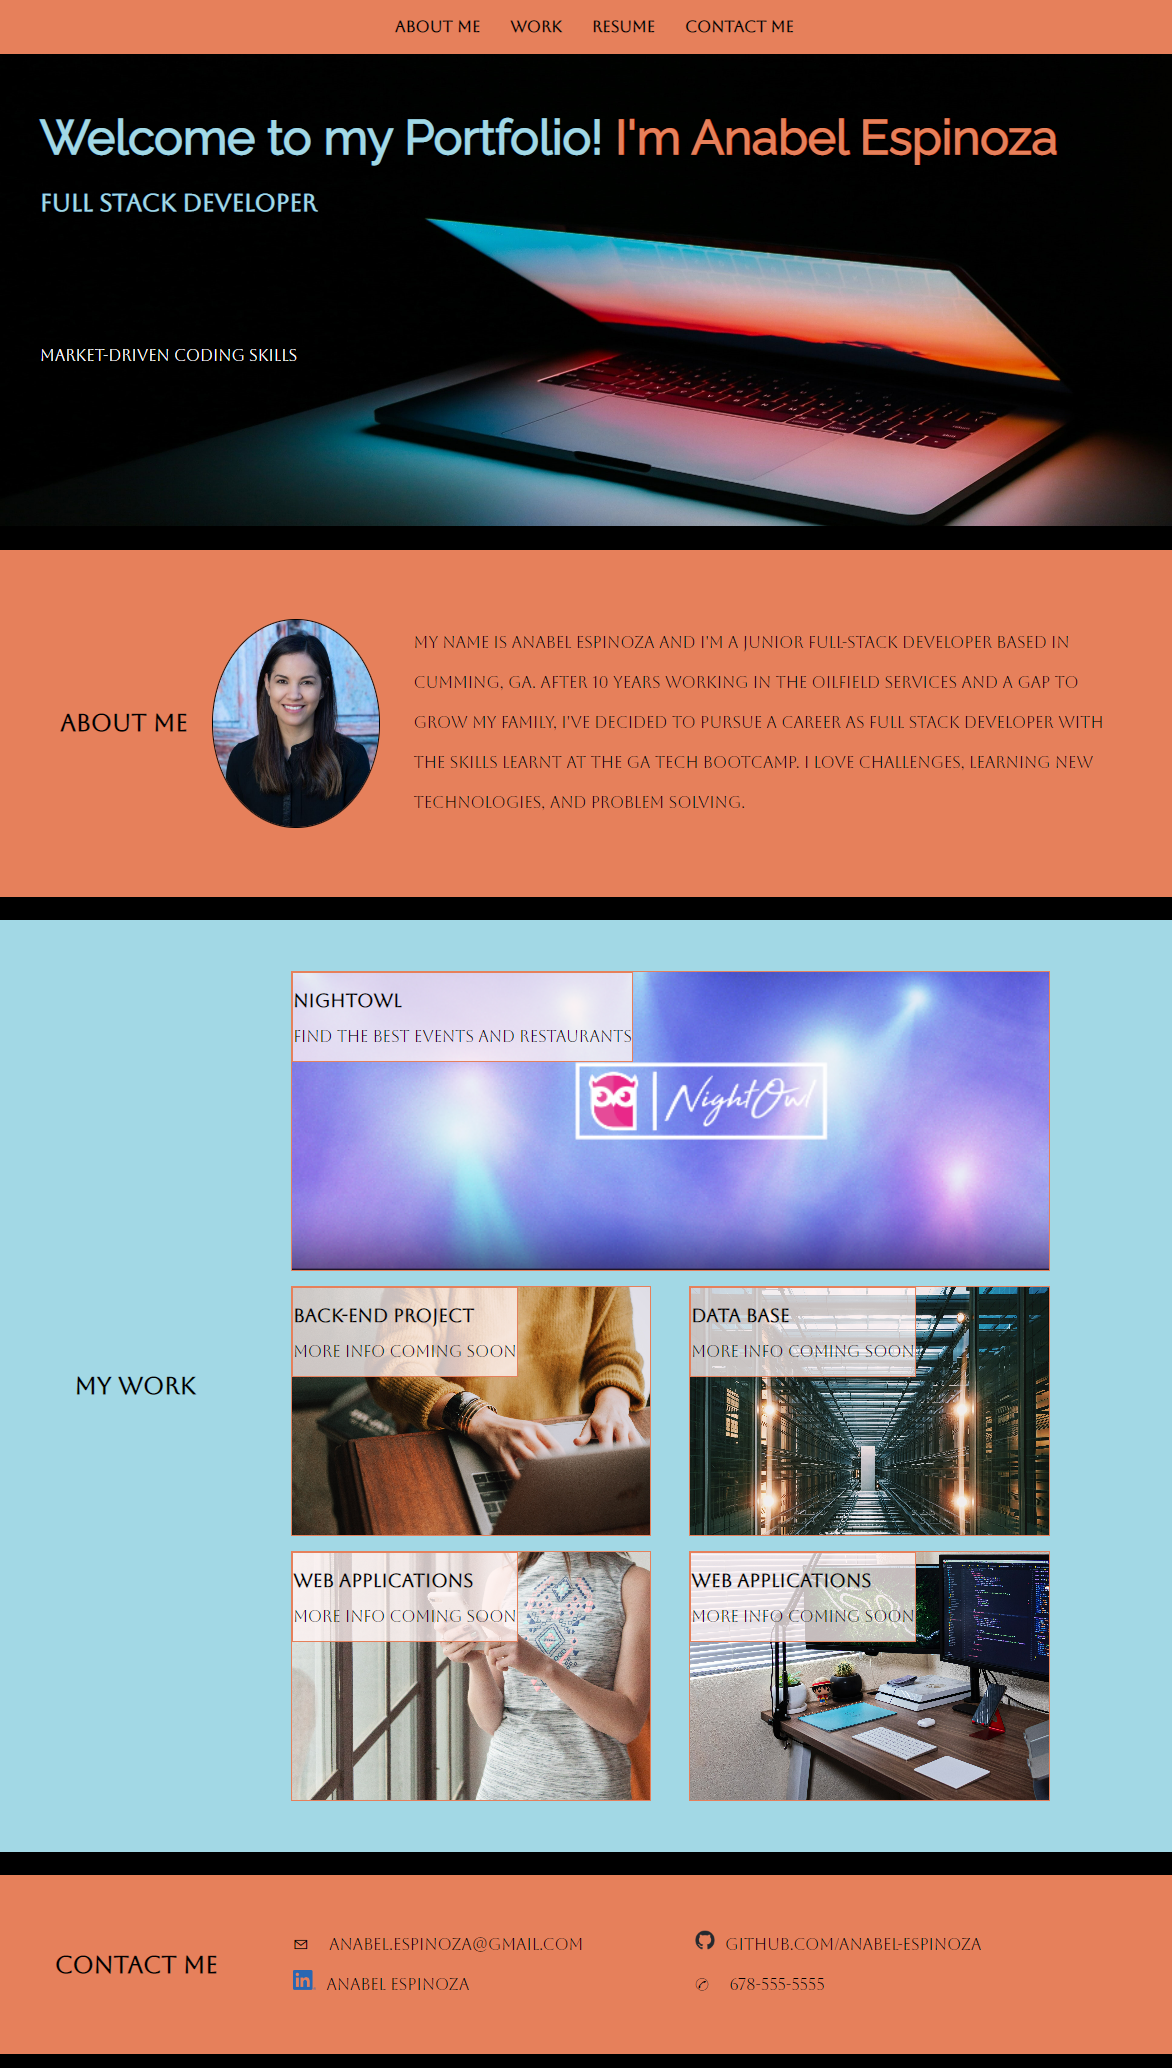 ABOUT ME WORK RESUME CONTACT ME
Welcome to my Portfolio! I'm Anabel Espinoza
FULL STACK DEVELOPER
MARKET-DRIVEN CODING SKILLS
ABOUT ME
MY NAME IS ANABEL ESPINOZA AND I'M A JUNIOR FULL-STACK DEVELOPER BASED IN
CUMMING, GA. AFTER 10 YEARS WORKING IN THE OILFIELD SERVICES AND A GAP TO
GROW MY FAMILY, I'VE DECIDED TO PURSUE A CAREER AS FULL STACK DEVELOPER WITH
THE SKILLS LEARNT AT THE GA TECH BOOTCAMP. I LOVE CHALLENGES, LEARNING NEW
TECHNOLOGIES, AND PROBLEM SOLVING.
NIGHTOWL
FIND THE BEST EVENTS AND RESTAURANTS
NightOwl
MY WORK
BACK-END PROJECT
MORE INFO COMING SOON
DATA BASE
MORE INFO COMING SOON
WEB APPLICATIONS
MORE INFO COMING SOON
WEB APPLICATIONS
MORE INFO COMING SOON
CONTACT ME
ANABEL.ESPINOZA@GMAIL.COM
GITHUB.COM/ANABEL-ESPINOZA
in ANABEL ESPINOZA
678-555-5555